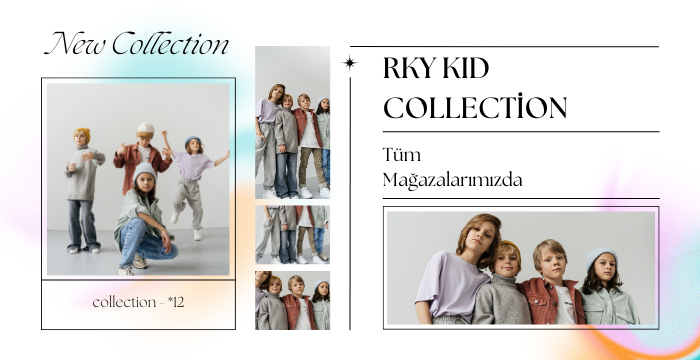 New Collection
collection - *12
RKY KID
COLLECTİON
Tüm
Mağazalarımızda